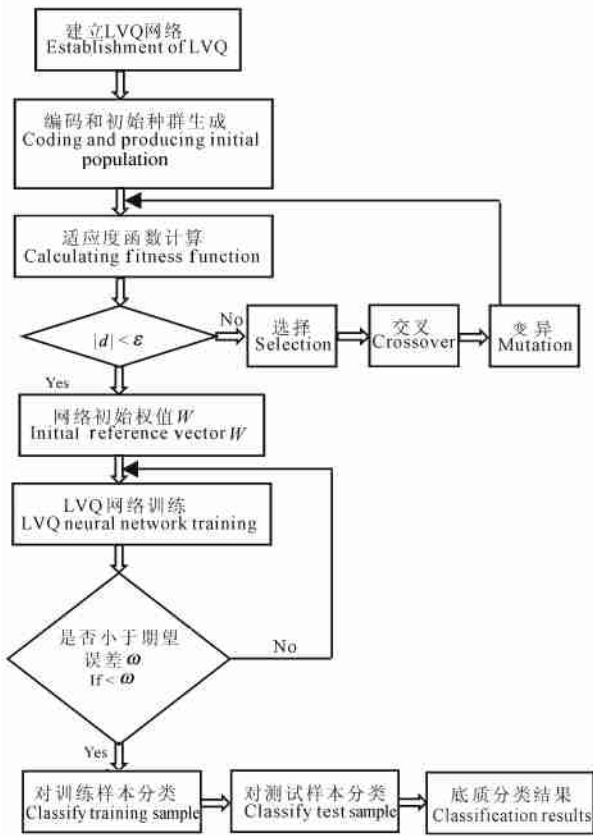 建立LVQ网络
Establishment of LVQ
编码和初始种群生成
Coding and producing initial
population
适应度函数计算
Calculating fitness function
|d| < ε
No
选择
Selection
交叉
Crossover
变异
Mutation
Yes
网络初始权值W
Initial reference vector W
LVQ网络训练
LVQ neural network training
是否小于期望
误差ω
If < ω
No
Yes
对训练样本分类
Classify training sample
对测试样本分类
Classify test sample
底质分类结果
Classification results